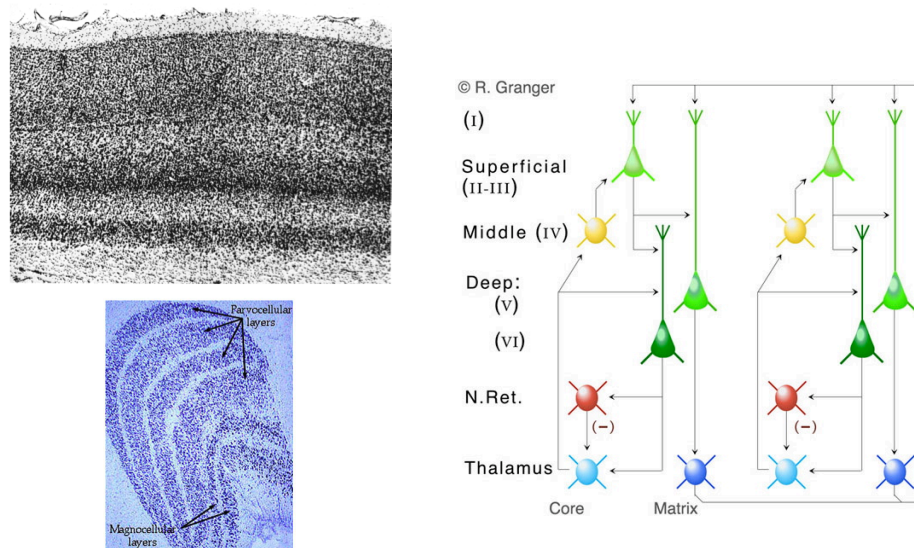 Parvocellular
layers
Magnocellular
layers
© R. Granger
(I)
Superficial
(II-III)
Middle (IV)
Deep:
(V)
(VI)
N.Ret.
(-)
(-)
Thalamus
Core
Matrix